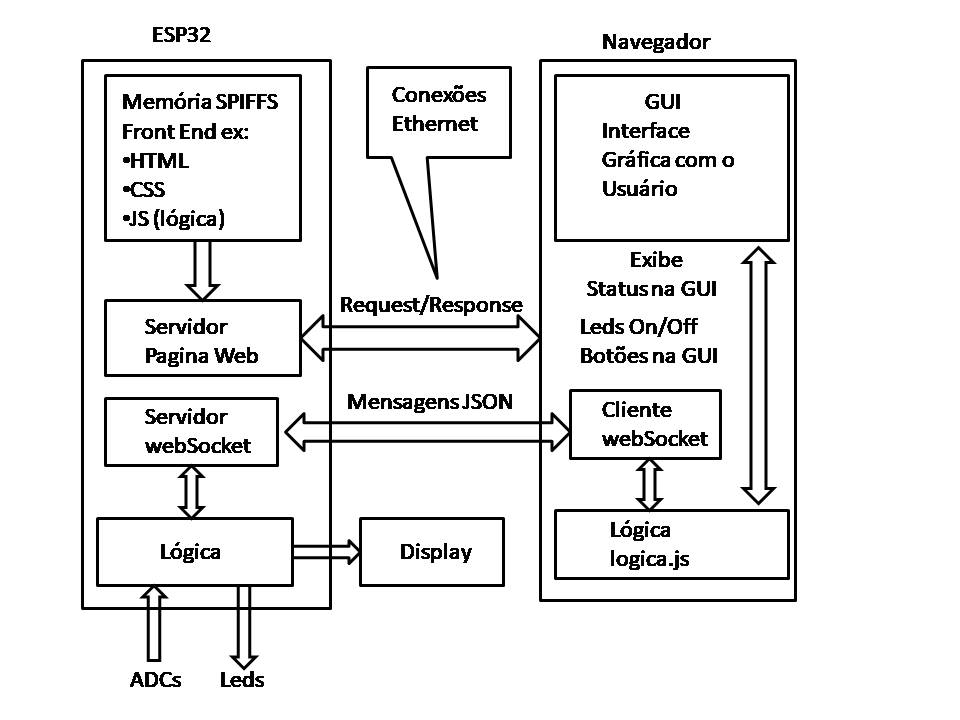 ESP32
Memória SPIFFS
Front End ex:
•HTML
•CSS
•JS (lógica)
Servidor
Pagina Web
Servidor
webSocket
Lógica
ADCs
Leds
Display
Conexões
Ethernet
Request/Response
Mensagens JSON
Navegador
GUI
Interface
Gráfica com o
Usuário
Exibe
Status na GUI
Leds On/Off
Botões na GUI
Cliente
webSocket
Lógica
logica.js